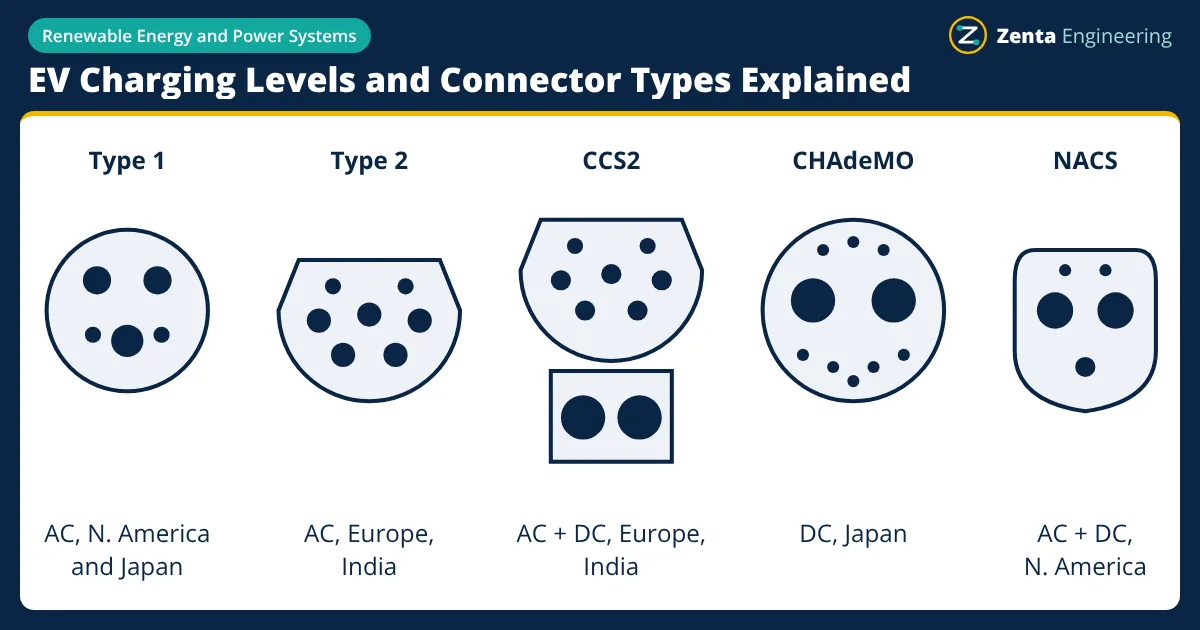 Renewable Energy and Power Systems
Zenta Engineering
EV Charging Levels and Connector Types Explained
Type 1
Type 2
CCS2
CHAdeMO
NACS
AC, N. America
and Japan
AC, Europe,
India
AC + DC, Europe,
India
DC, Japan
AC + DC,
N. America